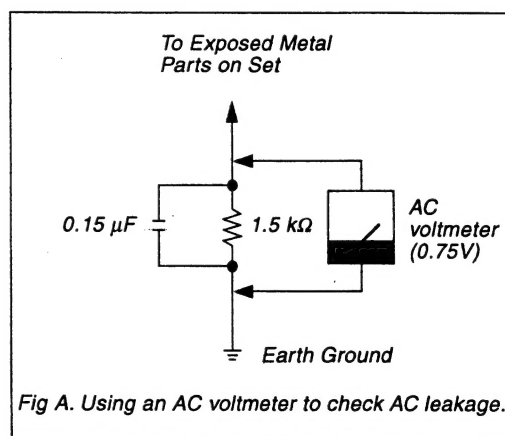 To Exposed Metal
Parts on Set
0.15 µF
1.5 kΩ
AC
voltmeter
(0.75V)
Earth Ground
Fig A. Using an AC voltmeter to check AC leakage.